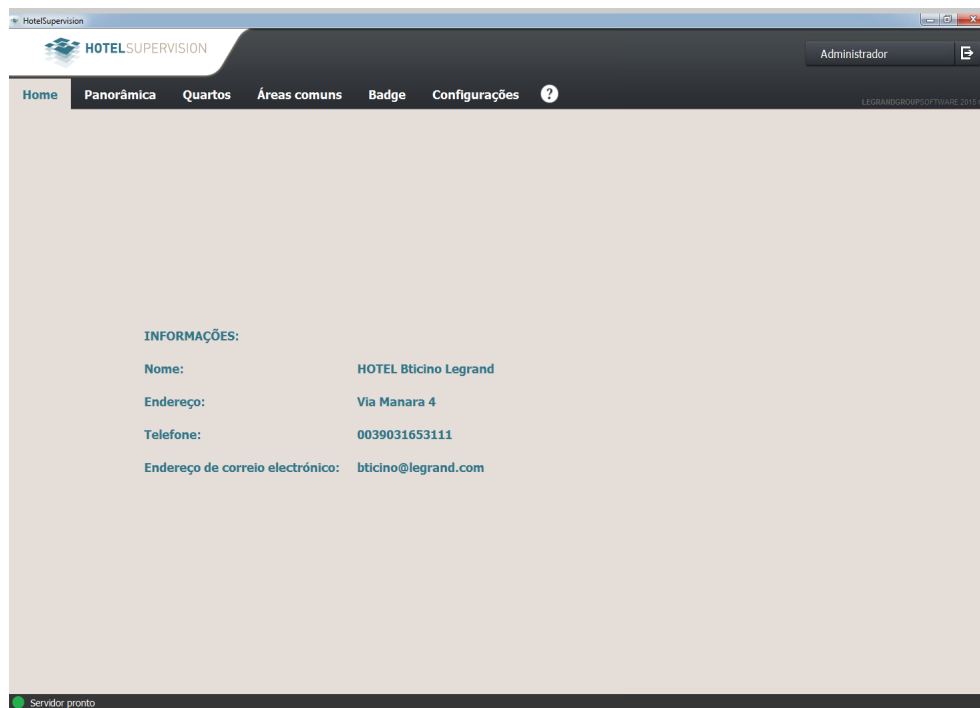 HotelSupervision
HOTELSUPERVISION
Administrador
Home Panorâmica Quartos Áreas comuns Badge Configurações ?
LEGRANDGROUPSOFTWARE 2015
INFORMAÇÕES:
Nome: HOTEL Bticino Legrand
Endereço: Via Manara 4
Telefone: 0039031653111
Endereço de correio electrónico: bticino@legrand.com
Servidor pronto